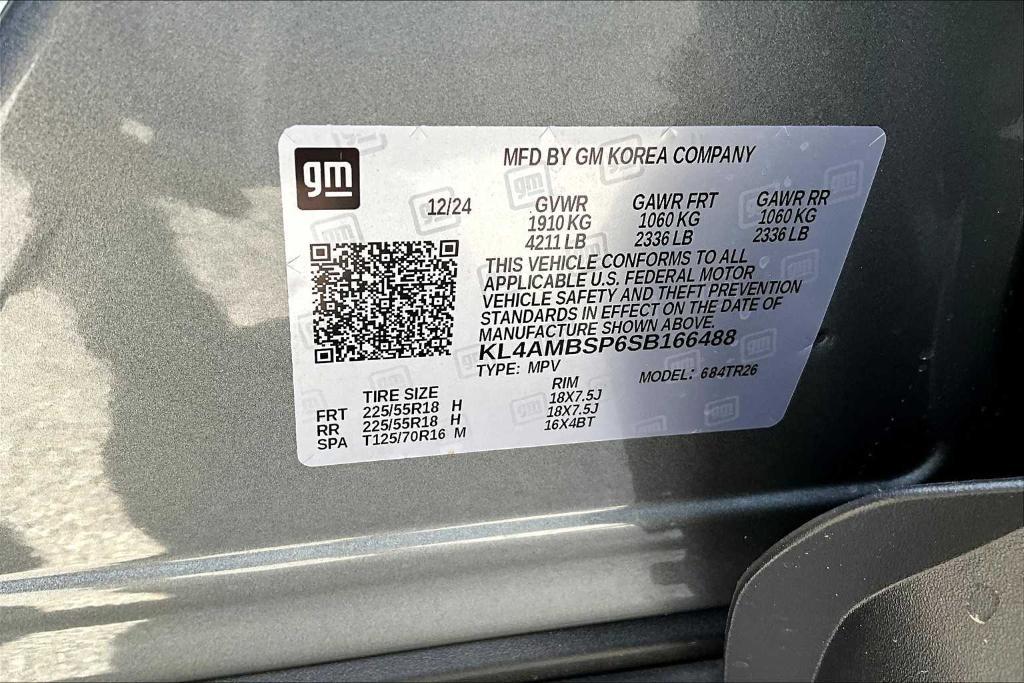 gm
MFD BY GM KOREA COMPANY
12/24
GVWR GAWR FRT GAWR RR
1910 KG 1060 KG 1060 KG
4211 LB 2336 LB 2336 LB
THIS VEHICLE CONFORMS TO ALL
APPLICABLE U.S. FEDERAL MOTOR
VEHICLE SAFETY AND THEFT PREVENTION
STANDARDS IN EFFECT ON THE DATE OF
MANUFACTURE SHOWN ABOVE.
KL4AMBSP6SB166488
TYPE: MPV MODEL: 684TR26
TIRE SIZE RIM
FRT 225/55R18 H 18X7.5J
RR 225/55R18 H 18X7.5J
SPA T125/70R16 M 16X4BT